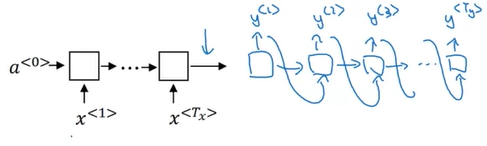 y<1> y<2> y<3> y<Ty>
a<0> ... ...
x<1> x<Tx>